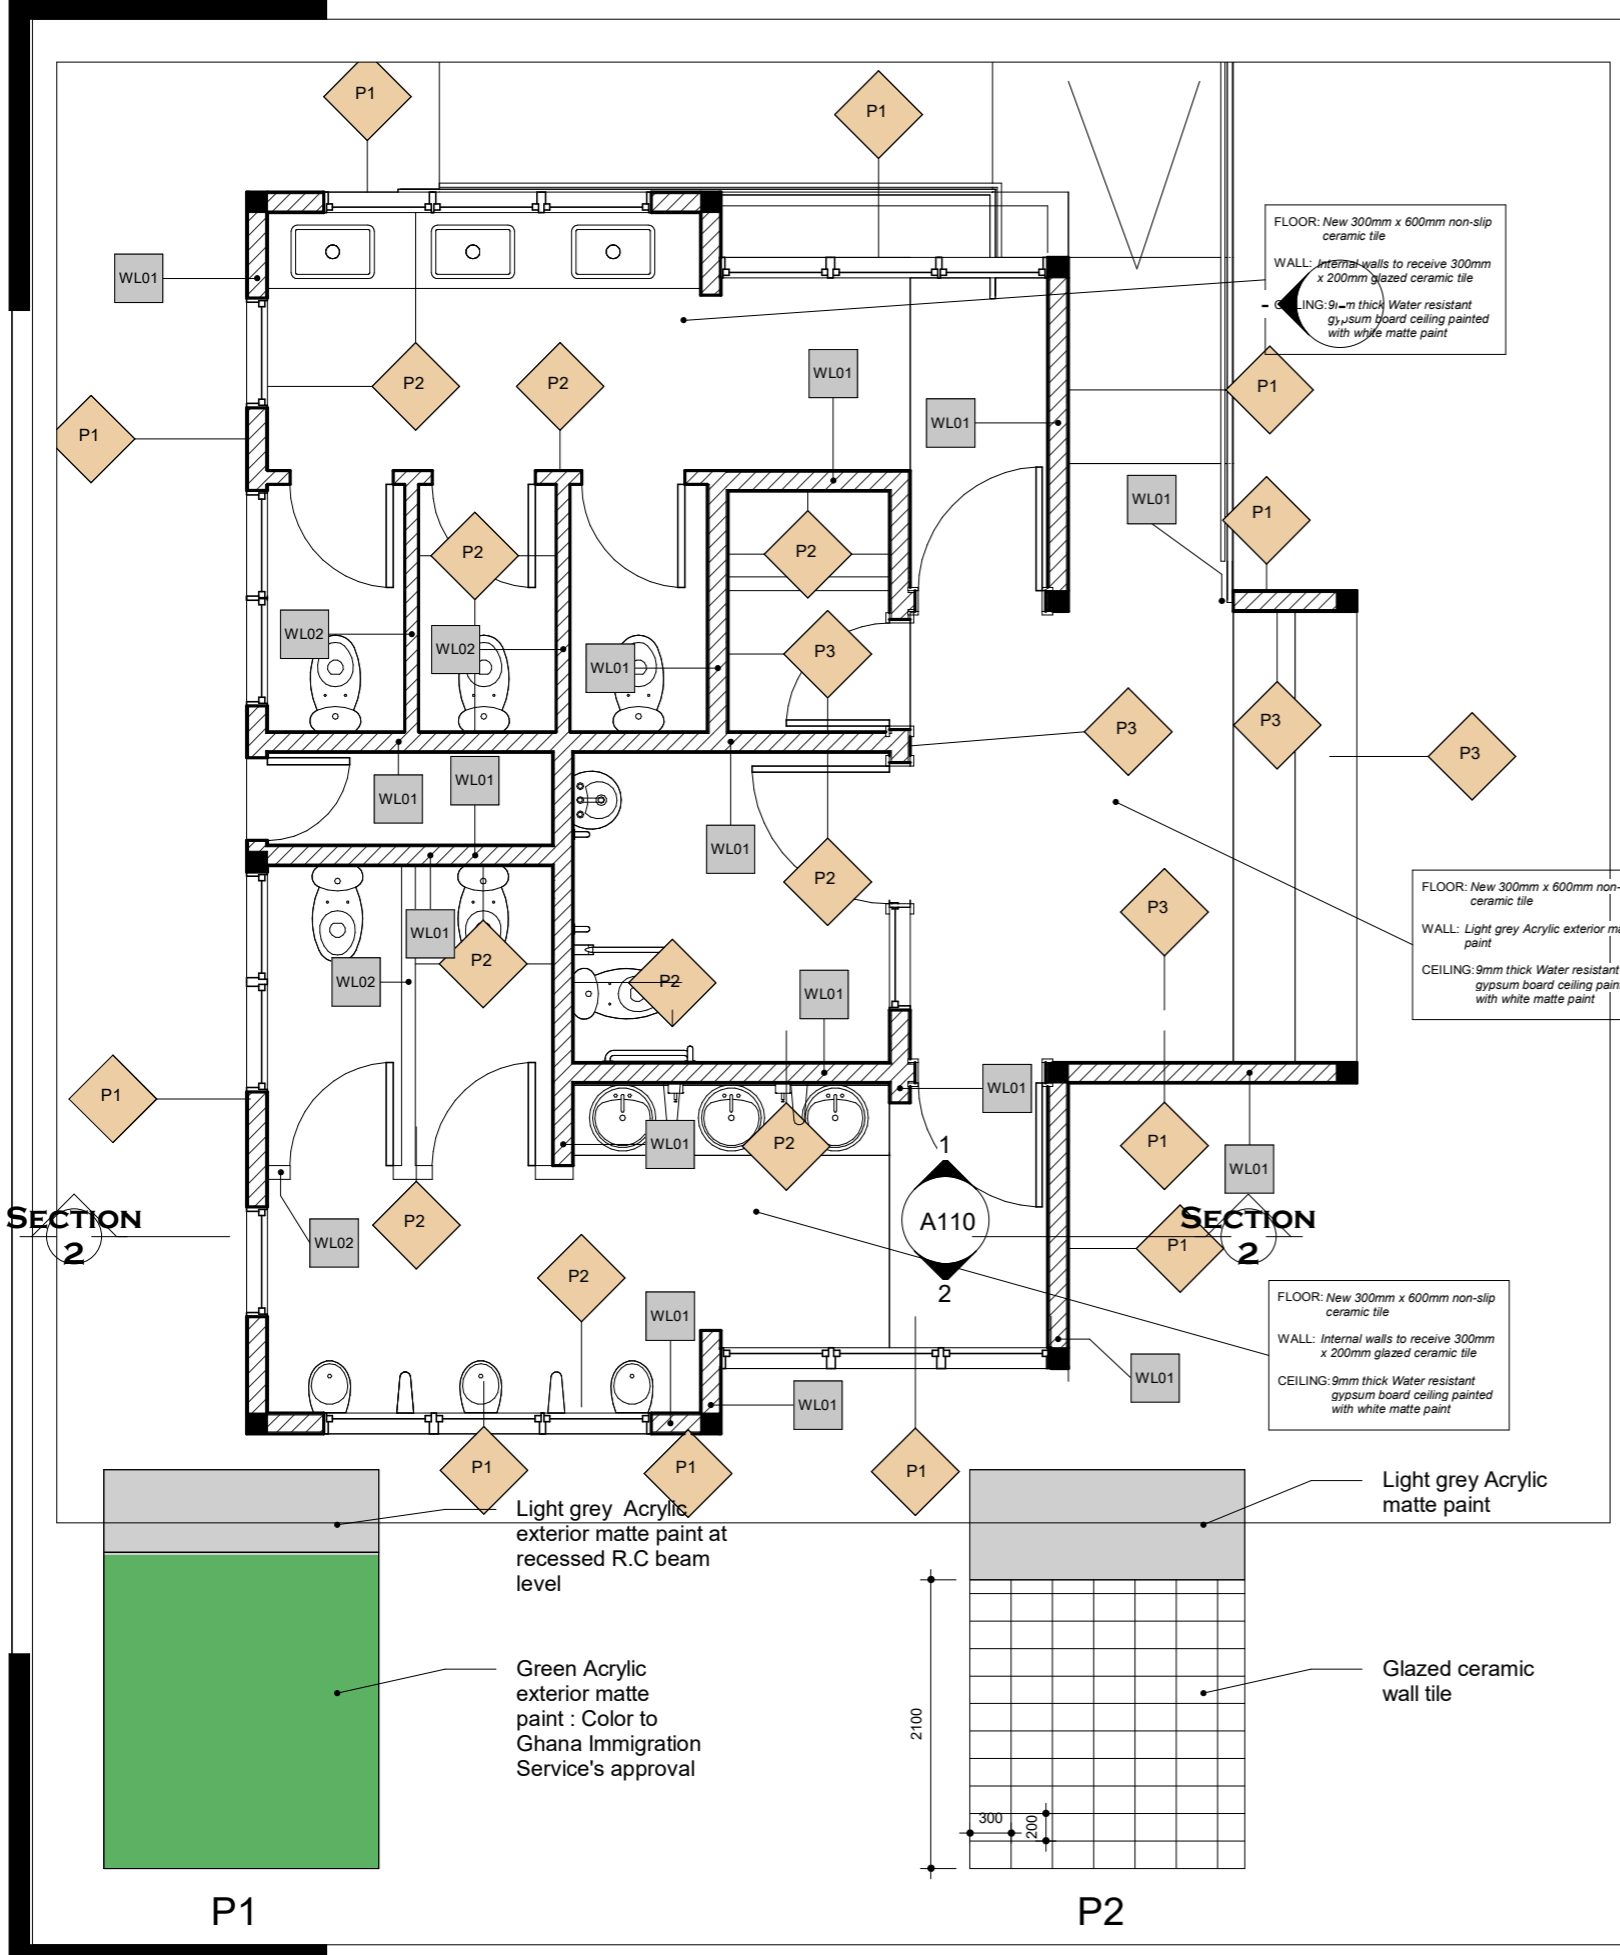 P1
P1
FLOOR: New 300mm x 600mm non-slip
ceramic tile
WALL: Internal walls to receive 300mm
x 200mm glazed ceramic tile
thick Water resistant
board ceiling painted
with white matte paint
WL01
WL01
P2
P2
P1
WL01
P1
WL01
P1
P2
P2
WL02
WL02
WL01
P3
P3
P3
P3
WL01
WL01
WL01
P2
P3
FLOOR: New 300mm x 600mm non-
ceramic tile
WALL: Light grey Acrylic exterior
paint
CEILING: 9mm thick Water resistant
gypsum board ceiling
with white matte paint
WL01
P2
WL02
P2
WL01
P1
WL01
WL01
P2
1
P1
WL01
SECTION
2
P2
WL02
A110
P1
SECTION
2
P2
2
WL01
FLOOR: New 300mm x 600mm non-slip
ceramic tile
WALL: Internal walls to receive 300mm
x 200mm glazed ceramic tile
CEILING: 9mm thick Water resistant
gypsum board ceiling painted
with white matte paint
WL01
WL01
P1
P1
P1
Light grey Acrylic
exterior matte paint at
recessed R.C beam
level
Green Acrylic
exterior matte
paint : Color to
Ghana Immigration
Service's approval
P1
Light grey Acrylic
matte paint
Glazed ceramic
wall tile
2100
300
200
P2